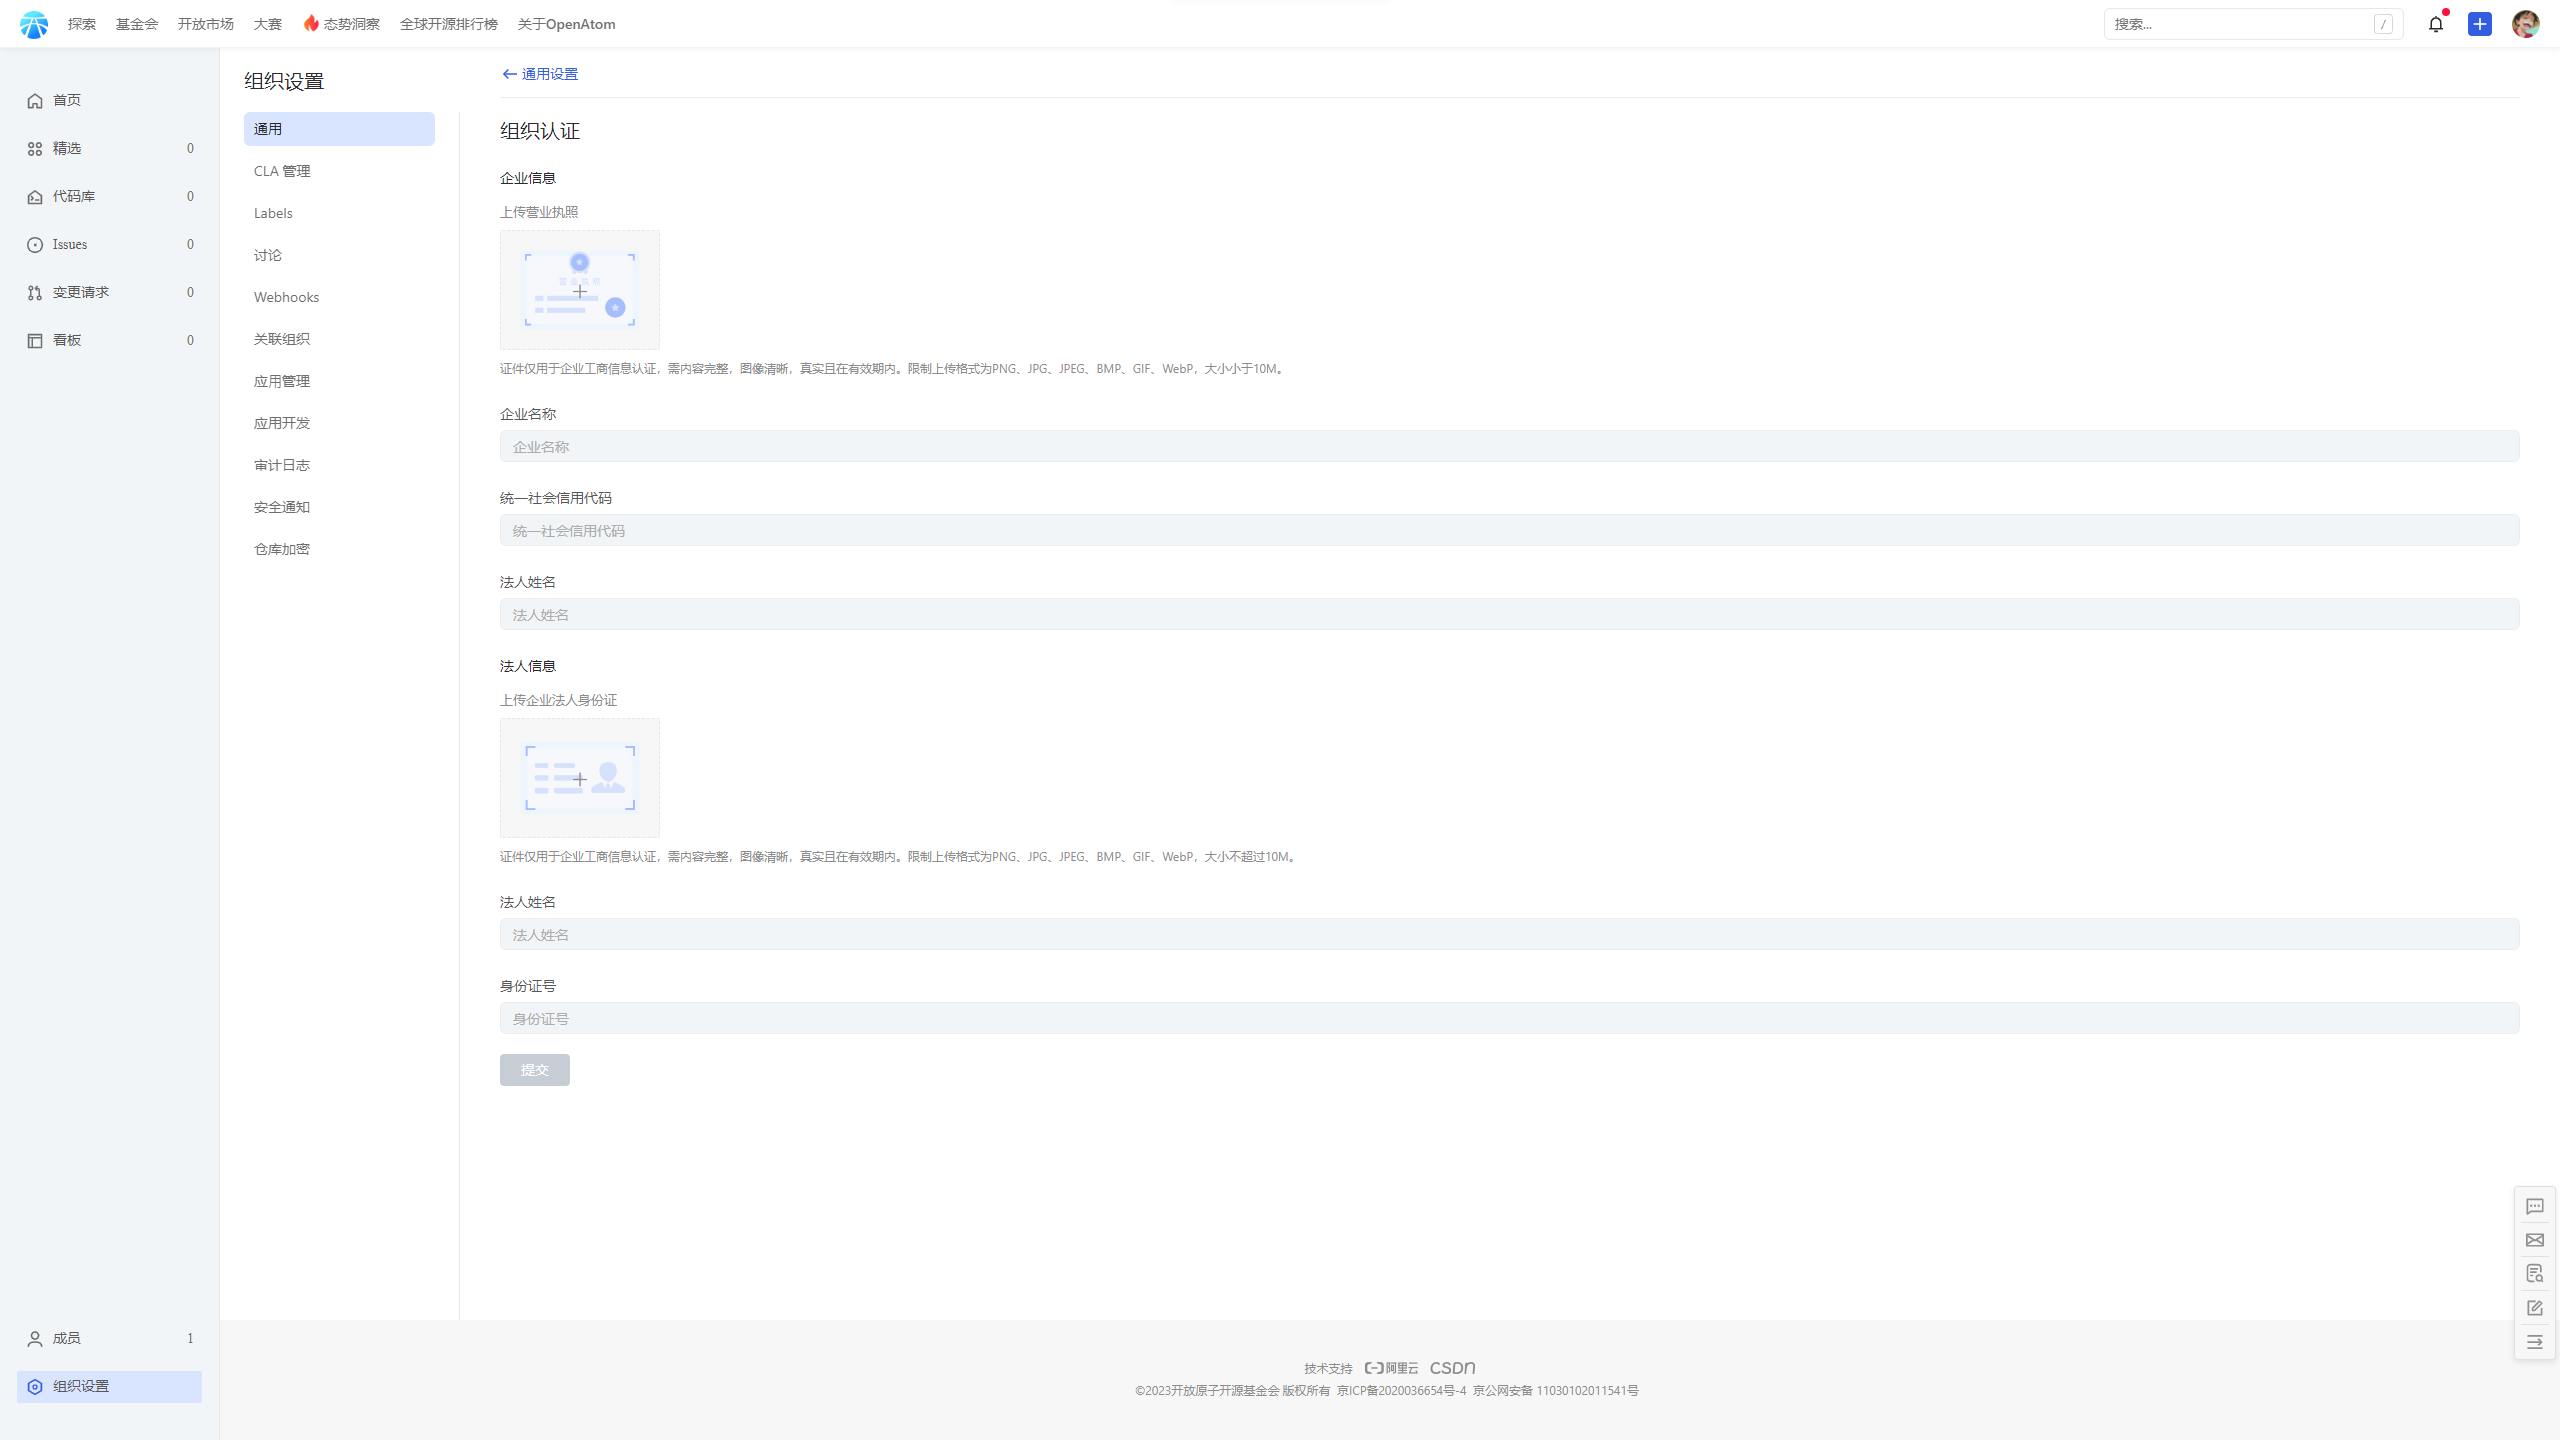 探索 基金会 开放市场 大赛 态势洞察 全球开源排行榜 关于OpenAtom 搜索... /
首页
精选 0
代码库 0
Issues 0
变更请求 0
看板 0
成员 1
组织设置
组织设置
通用
CLA 管理
Labels
讨论
Webhooks
关联组织
应用管理
应用开发
审计日志
安全通知
仓库加密
通用设置
组织认证
企业信息
上传营业执照
营业执照
证件仅用于企业工商信息认证，需内容完整，图像清晰，真实且在有效期内。限制上传格式为PNG、JPG、JPEG、BMP、GIF、WebP，大小小于10M。
企业名称
企业名称
统一社会信用代码
统一社会信用代码
法人姓名
法人姓名
法人信息
上传企业法人身份证
证件仅用于企业工商信息认证，需内容完整，图像清晰，真实且在有效期内。限制上传格式为PNG、JPG、JPEG、BMP、GIF、WebP，大小不超过10M。
法人姓名
法人姓名
身份证号
身份证号
提交
技术支持 阿里云 CSDN
©2023开放原子开源基金会 版权所有 京ICP备2020036654号-4 京公网安备 11030102011541号